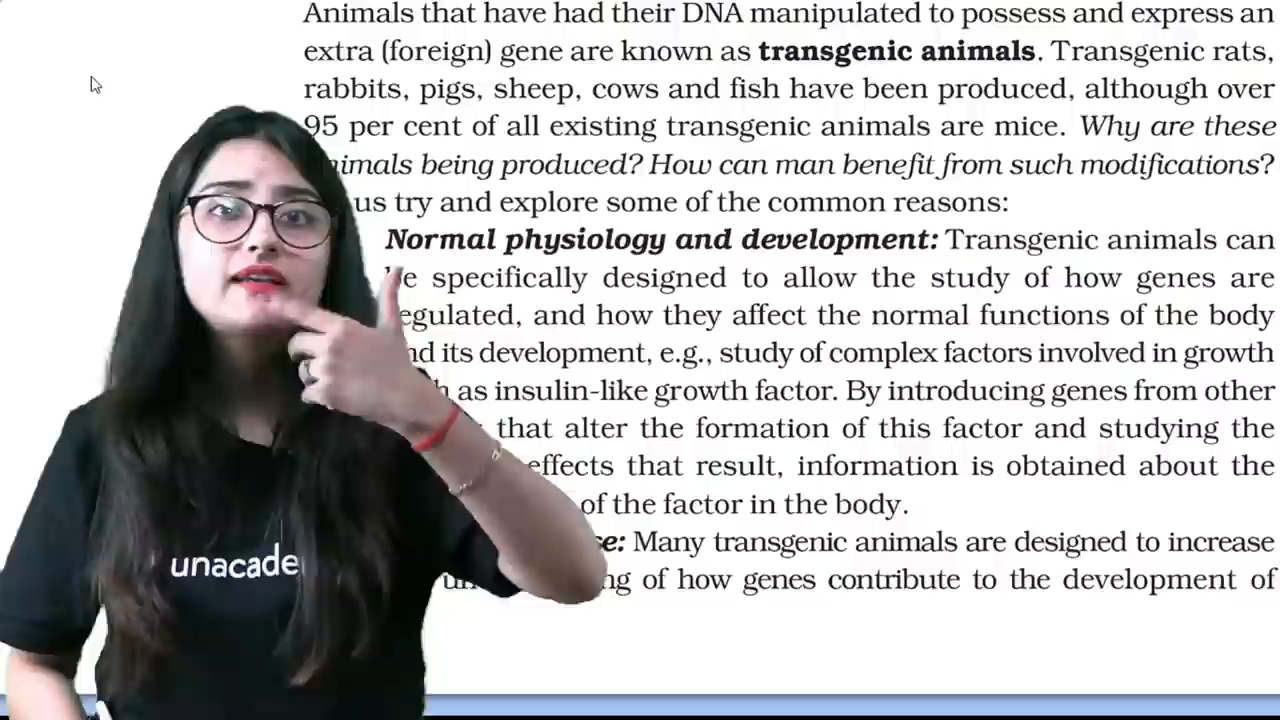 Animals that have had their DNA manipulated to possess and express an
extra (foreign) gene are known as transgenic animals. Transgenic rats,
rabbits, pigs, sheep, cows and fish have been produced, although over
95 per cent of all existing transgenic animals are mice. Why are these
being produced? How can man benefit from such modifications?
us try and explore some of the common reasons:
Normal physiology and development: Transgenic animals can
specifically designed to allow the study of how genes are
and how they affect the normal functions of the body
its development, e.g., study of complex factors involved in growth
as insulin-like growth factor. By introducing genes from other
that alter the formation of this factor and studying the
effects that result, information is obtained about the
of the factor in the body.
Many transgenic animals are designed to increase
of how genes contribute to the development of
unacade